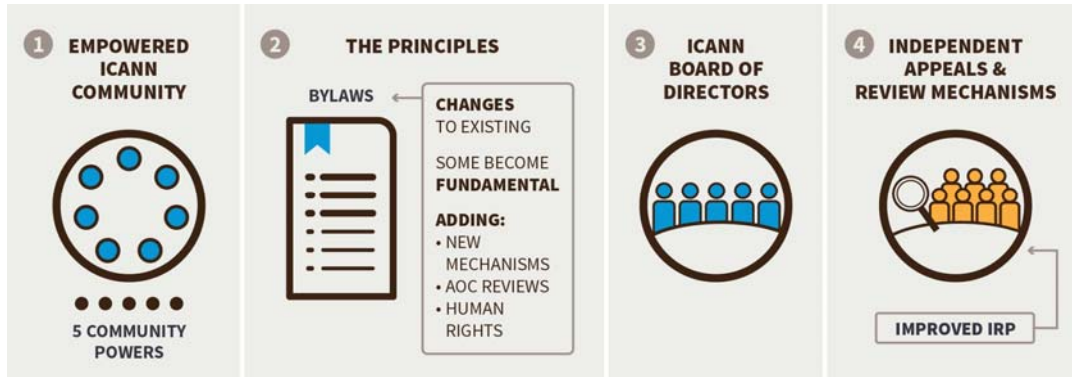 1
EMPOWERED
ICANN
COMMUNITY
5 COMMUNITY
POWERS
2
THE PRINCIPLES
BYLAWS
CHANGES
TO EXISTING
SOME BECOME
FUNDAMENTAL
ADDING:
• NEW
MECHANISMS
• AOC REVIEWS
• HUMAN
RIGHTS
3
ICANN
BOARD OF
DIRECTORS
4
INDEPENDENT
APPEALS &
REVIEW MECHANISMS
IMPROVED IRP